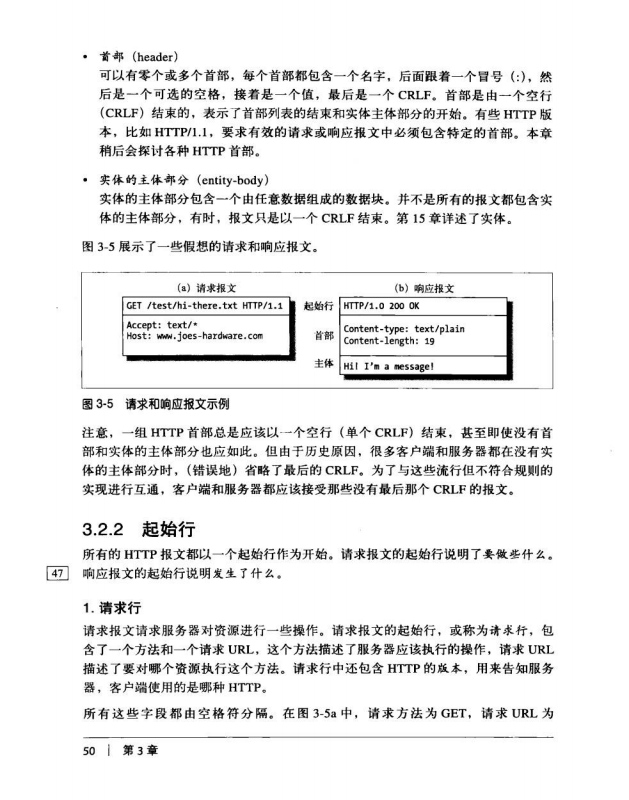 • 首部（header）
可以有零个或多个首部，每个首部都包含一个名字，后面跟着一个冒号（:），然
后是一个可选的空格，接着是一个值，最后是一个 CRLF。首部是由一个空行
（CRLF）结束的，表示了首部列表的结束和实体主体部分的开始。有些 HTTP 版
本，比如 HTTP/1.1，要求有效的请求或响应报文中必须包含特定的首部。本章
稍后会探讨各种 HTTP 首部。
• 实体的主体部分（entity-body）
实体的主体部分包含一个由任意数据组成的数据块。并不是所有的报文都包含实
体的主体部分，有时，报文只是以一个 CRLF 结束。第 15 章详述了实体。
图 3-5 展示了一些假想的请求和响应报文。
（a）请求报文
GET /test/hi-there.txt HTTP/1.1
Accept: text/*
Host: www.joes-hardware.com
起始行
首部
主体
（b）响应报文
HTTP/1.0 200 OK
Content-type: text/plain
Content-length: 19
Hi! I'm a message!
图 3-5 请求和响应报文示例
注意，一组 HTTP 首部总是应该以一个空行（单个 CRLF）结束，甚至即使没有首
部和实体的主体部分也应如此。但由于历史原因，很多客户端和服务器都在没有实
体的主体部分时，（错误地）省略了最后的 CRLF。为了与这些流行但不符合规则的
实现进行互通，客户端和服务器都应该接受那些没有最后那个 CRLF 的报文。
3.2.2 起始行
所有的 HTTP 报文都以一个起始行作为开始。请求报文的起始行说明了要做些什么。
47 响应报文的起始行说明发生了什么。
1. 请求行
请求报文请求服务器对资源进行一些操作。请求报文的起始行，或称为请求行，包
含了一个方法和一个请求 URL，这个方法描述了服务器应该执行的操作，请求 URL
描述了要对哪个资源执行这个方法。请求行中还包含 HTTP 的版本，用来告知服务
器，客户端使用的是哪种 HTTP。
所有这些字段都由空格符分隔。在图 3-5a 中，请求方法为 GET，请求 URL 为
50 | 第 3 章